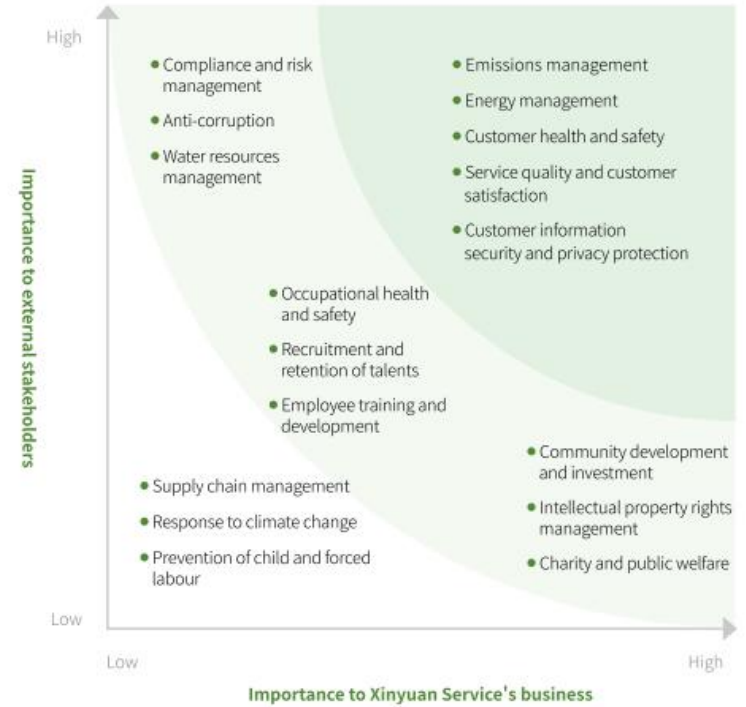 High
Importance to external stakeholders
Low
● Compliance and risk
management
● Anti-corruption
● Water resources
management
● Emissions management
● Energy management
● Customer health and safety
● Service quality and customer
satisfaction
● Customer information
security and privacy protection
● Occupational health
and safety
● Recruitment and
retention of talents
● Employee training and
development
● Supply chain management
● Response to climate change
● Prevention of child and forced
labour
● Community development
and investment
● Intellectual property rights
management
● Charity and public welfare
Low
High
Importance to Xinyuan Service's business